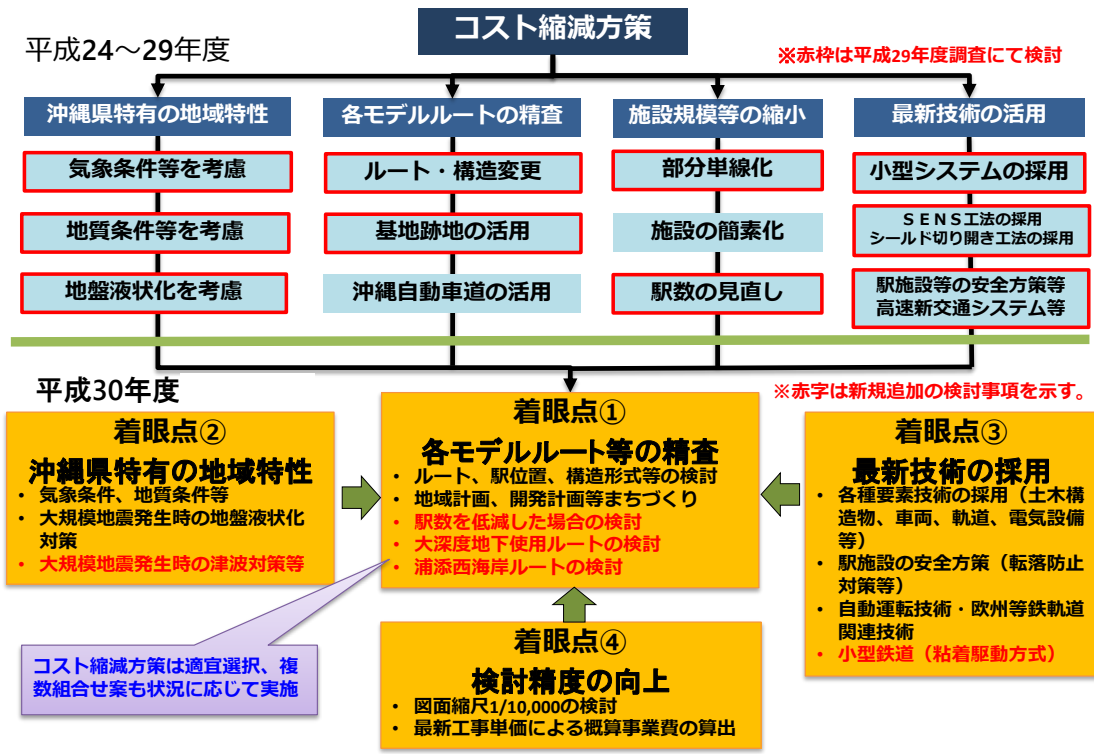 コスト縮減方策
平成24～29年度
※赤枠は平成29年度調査にて検討
沖縄県特有の地域特性
気象条件等を考慮
地質条件等を考慮
地盤液状化を考慮
各モデルルートの精査
ルート・構造変更
基地跡地の活用
沖縄自動車道の活用
施設規模等の縮小
部分単線化
施設の簡素化
駅数の見直し
最新技術の活用
小型システムの採用
ＳＥＮＳ工法の採用
シールド切り開き工法の採用
駅施設等の安全方策等
高速新交通システム等
平成30年度
※赤字は新規追加の検討事項を示す。
着眼点②
沖縄県特有の地域特性
・ 気象条件、地質条件等
・ 大規模地震発生時の地盤液状化
対策
・ 大規模地震発生時の津波対策等
着眼点①
各モデルルート等の精査
・ ルート、駅位置、構造形式等の検討
・ 地域計画、開発計画等まちづくり
・ 駅数を低減した場合の検討
・ 大深度地下使用ルートの検討
・ 浦添西海岸ルートの検討
着眼点③
最新技術の採用
・ 各種要素技術の採用（土木構
造物、車両、軌道、電気設備
等）
・ 駅施設の安全方策（転落防止
対策等）
・ 自動運転技術・欧州等鉄軌道
関連技術
・ 小型鉄道（粘着駆動方式）
コスト縮減方策は適宜選択、複
数組合せ案も状況に応じて実施
着眼点④
検討精度の向上
・ 図面縮尺1/10,000の検討
・ 最新工事単価による概算事業費の算出